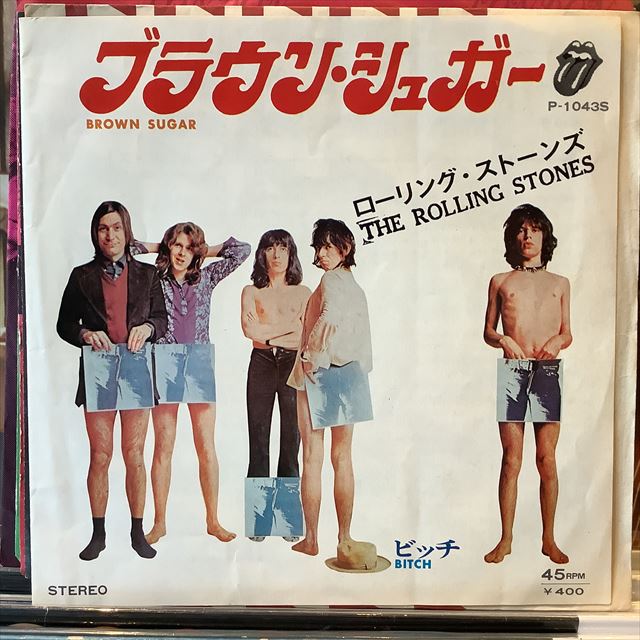 ブラウン・シュガー
BROWN SUGAR
P-1043S
ローリング・ストーンズ
THE ROLLING STONES
ビッチ
BITCH
STEREO
45RPM
¥400